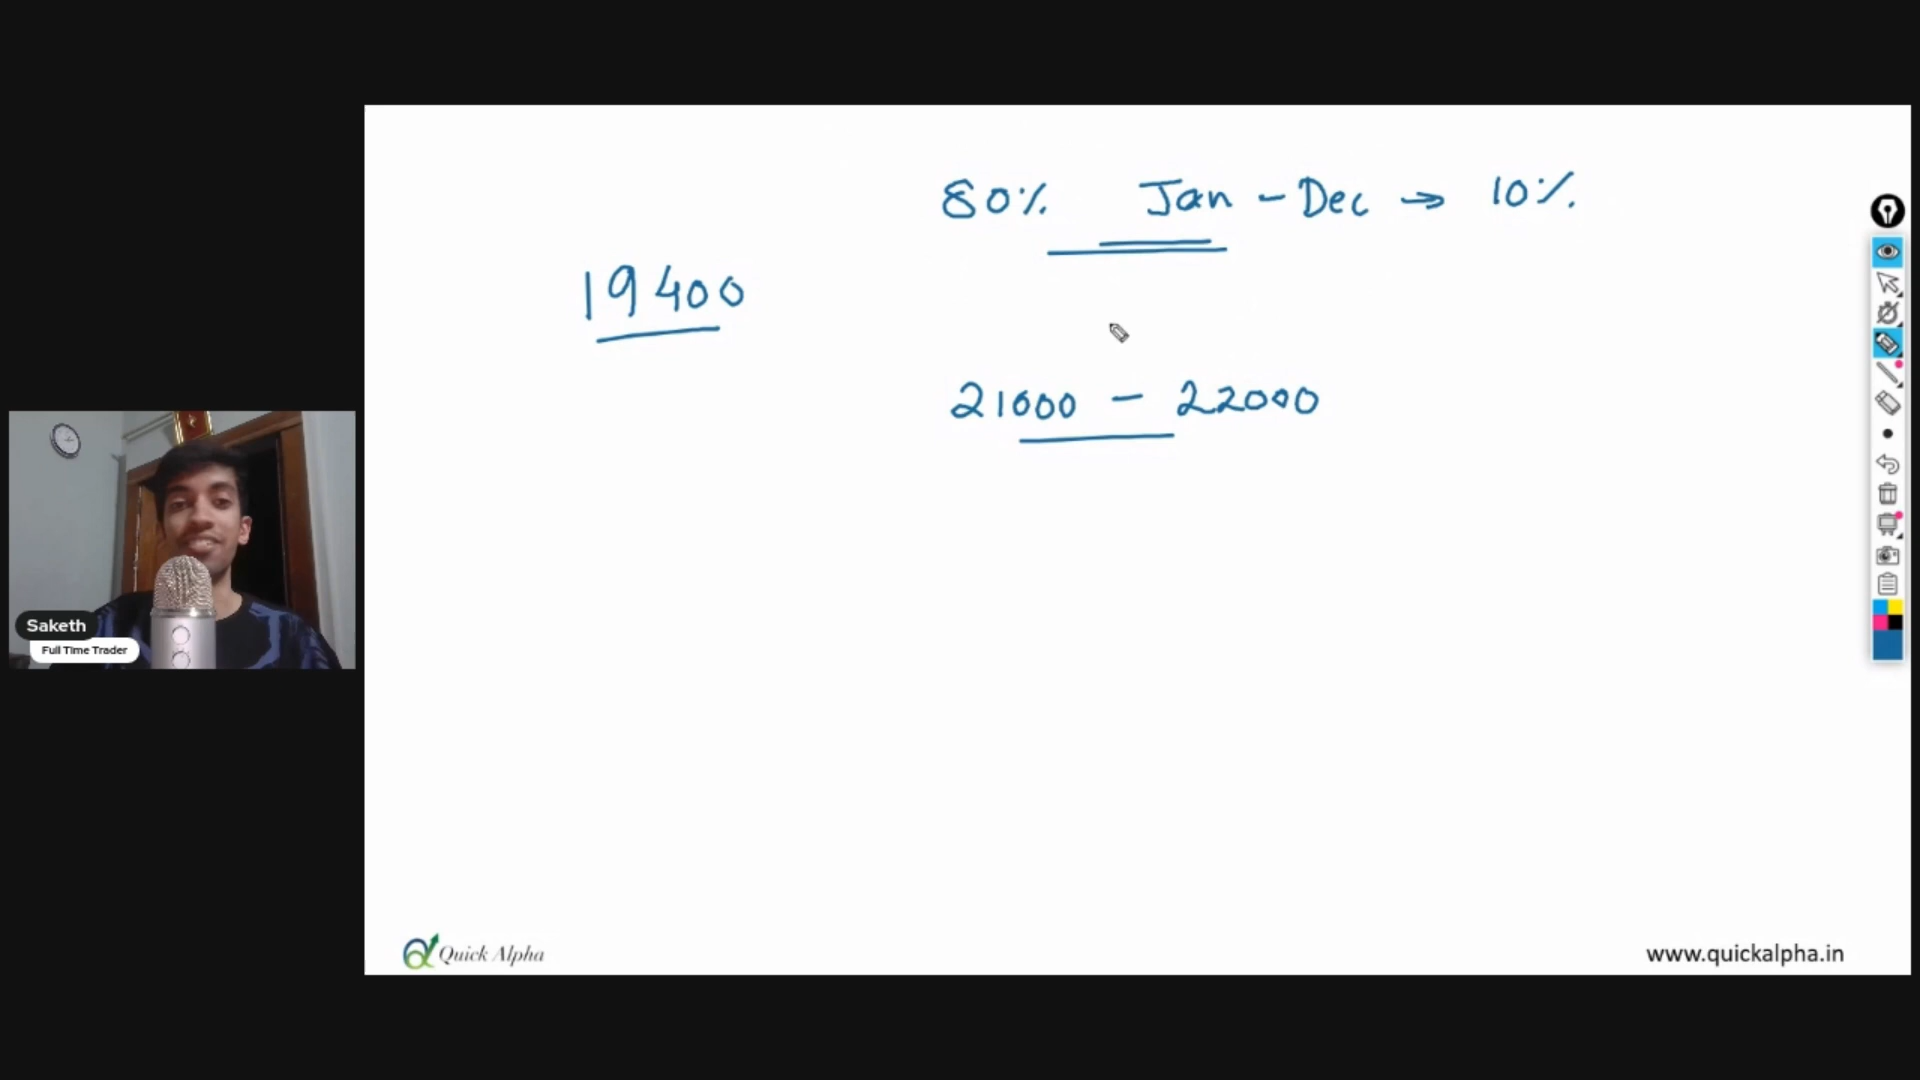 80% Jan - Dec → 10%
19400
21000 - 22000
Saketh
Full Time Trader
Quick Alpha
www.quickalpha.in